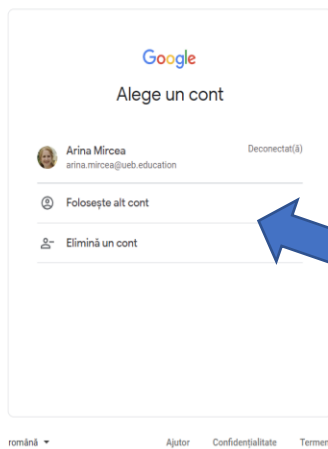 Google
Alege un cont
Arina Mircea
Deconectat(ă)
arina.mircea@ueb.education
Folosește alt cont
Elimină un cont
română
Ajutor Confidențialitate Termen